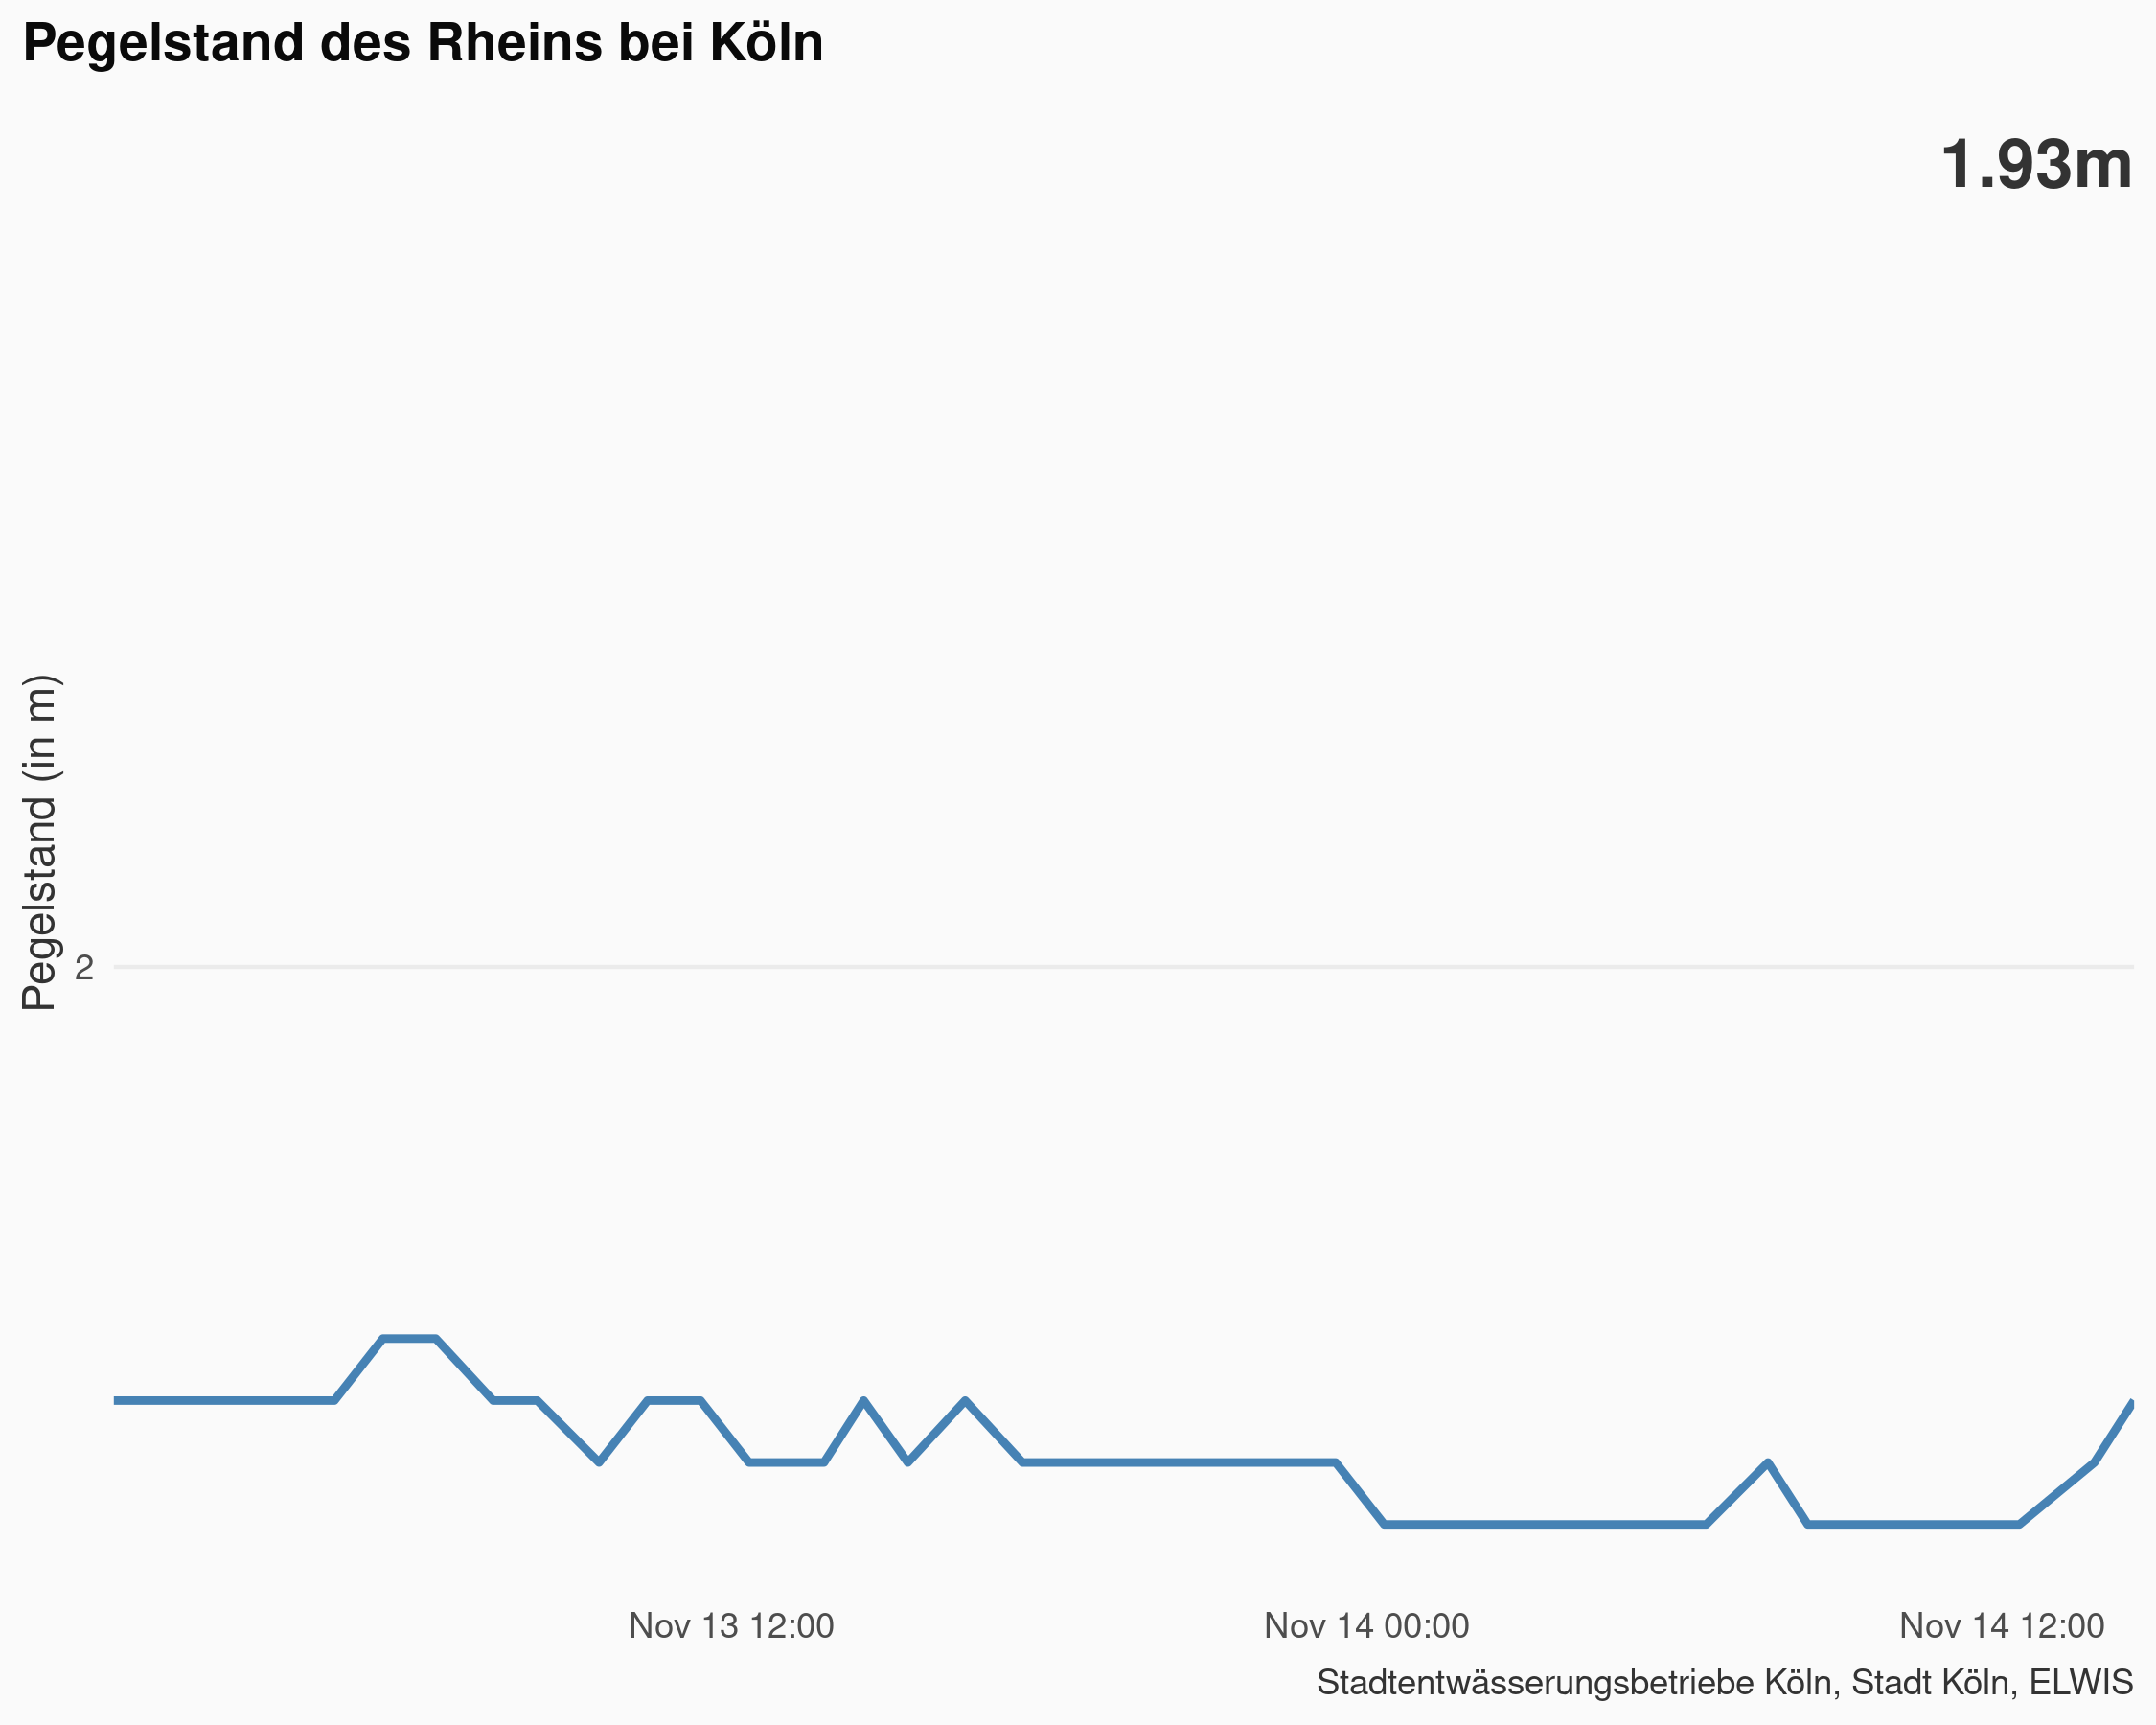 Pegelstand des Rheins bei Köln
1.93m
Pegelstand (in m)
2
Nov 13 12:00
Nov 14 00:00
Nov 14 12:00
Stadtentwässerungsbetriebe Köln, Stadt Köln, ELWIS